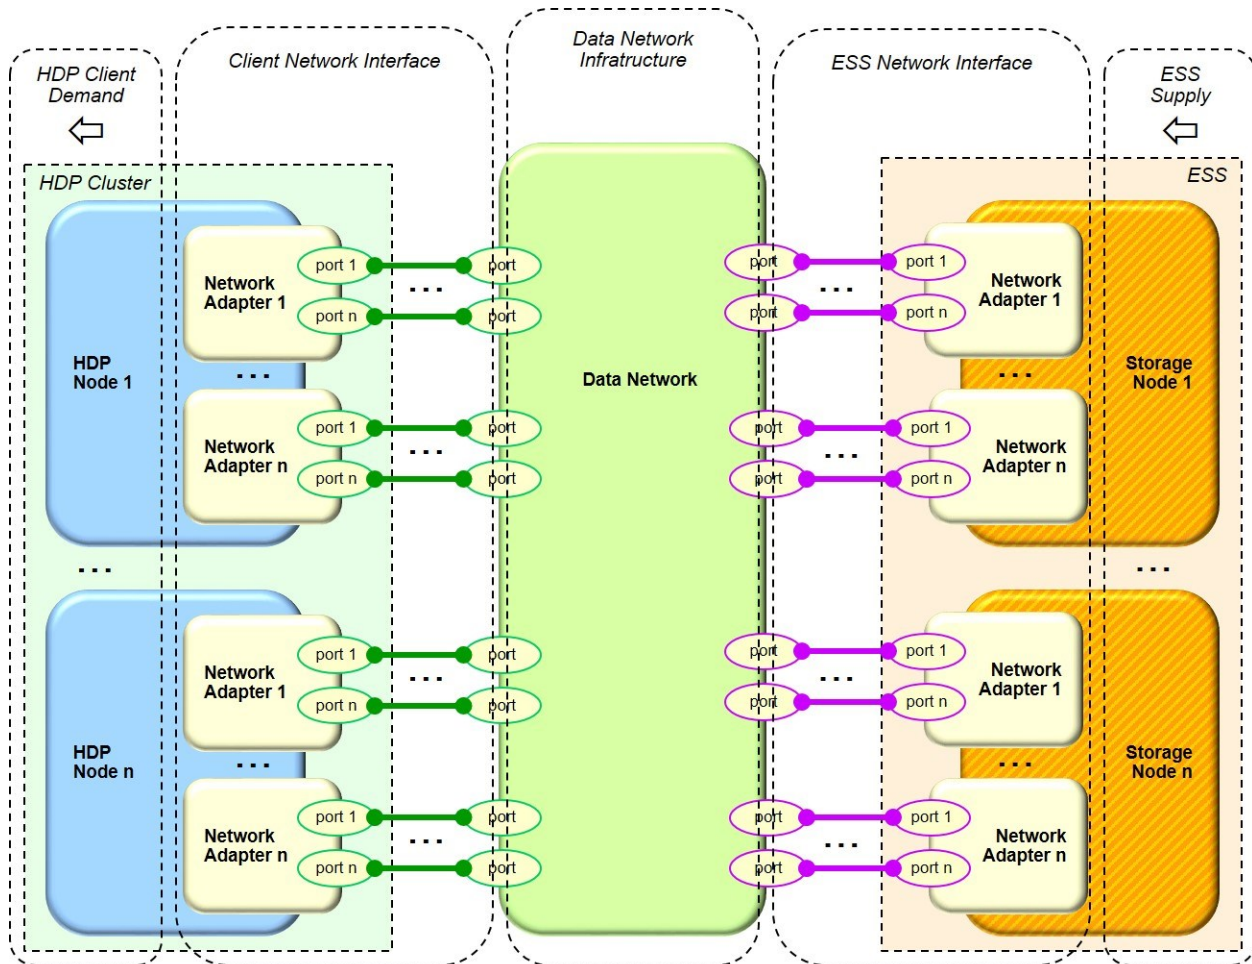 HDP Client
Demand
Client Network Interface
Data Network
Infratructure
ESS Network Interface
ESS
Supply
HDP Cluster
ESS
HDP
Node 1
Network
Adapter 1
port 1
port n
...
Network
Adapter n
port 1
port n
...
port
port
...
port
port
...
Data Network
port
port
...
port
port
...
port 1
port n
Network
Adapter 1
...
port 1
port n
Network
Adapter n
Storage
Node 1
...
...
HDP
Node n
Network
Adapter 1
port 1
port n
...
Network
Adapter n
port 1
port n
...
port
port
...
port
port
...
port
port
...
port
port
...
port 1
port n
Network
Adapter 1
...
port 1
port n
Network
Adapter n
Storage
Node n